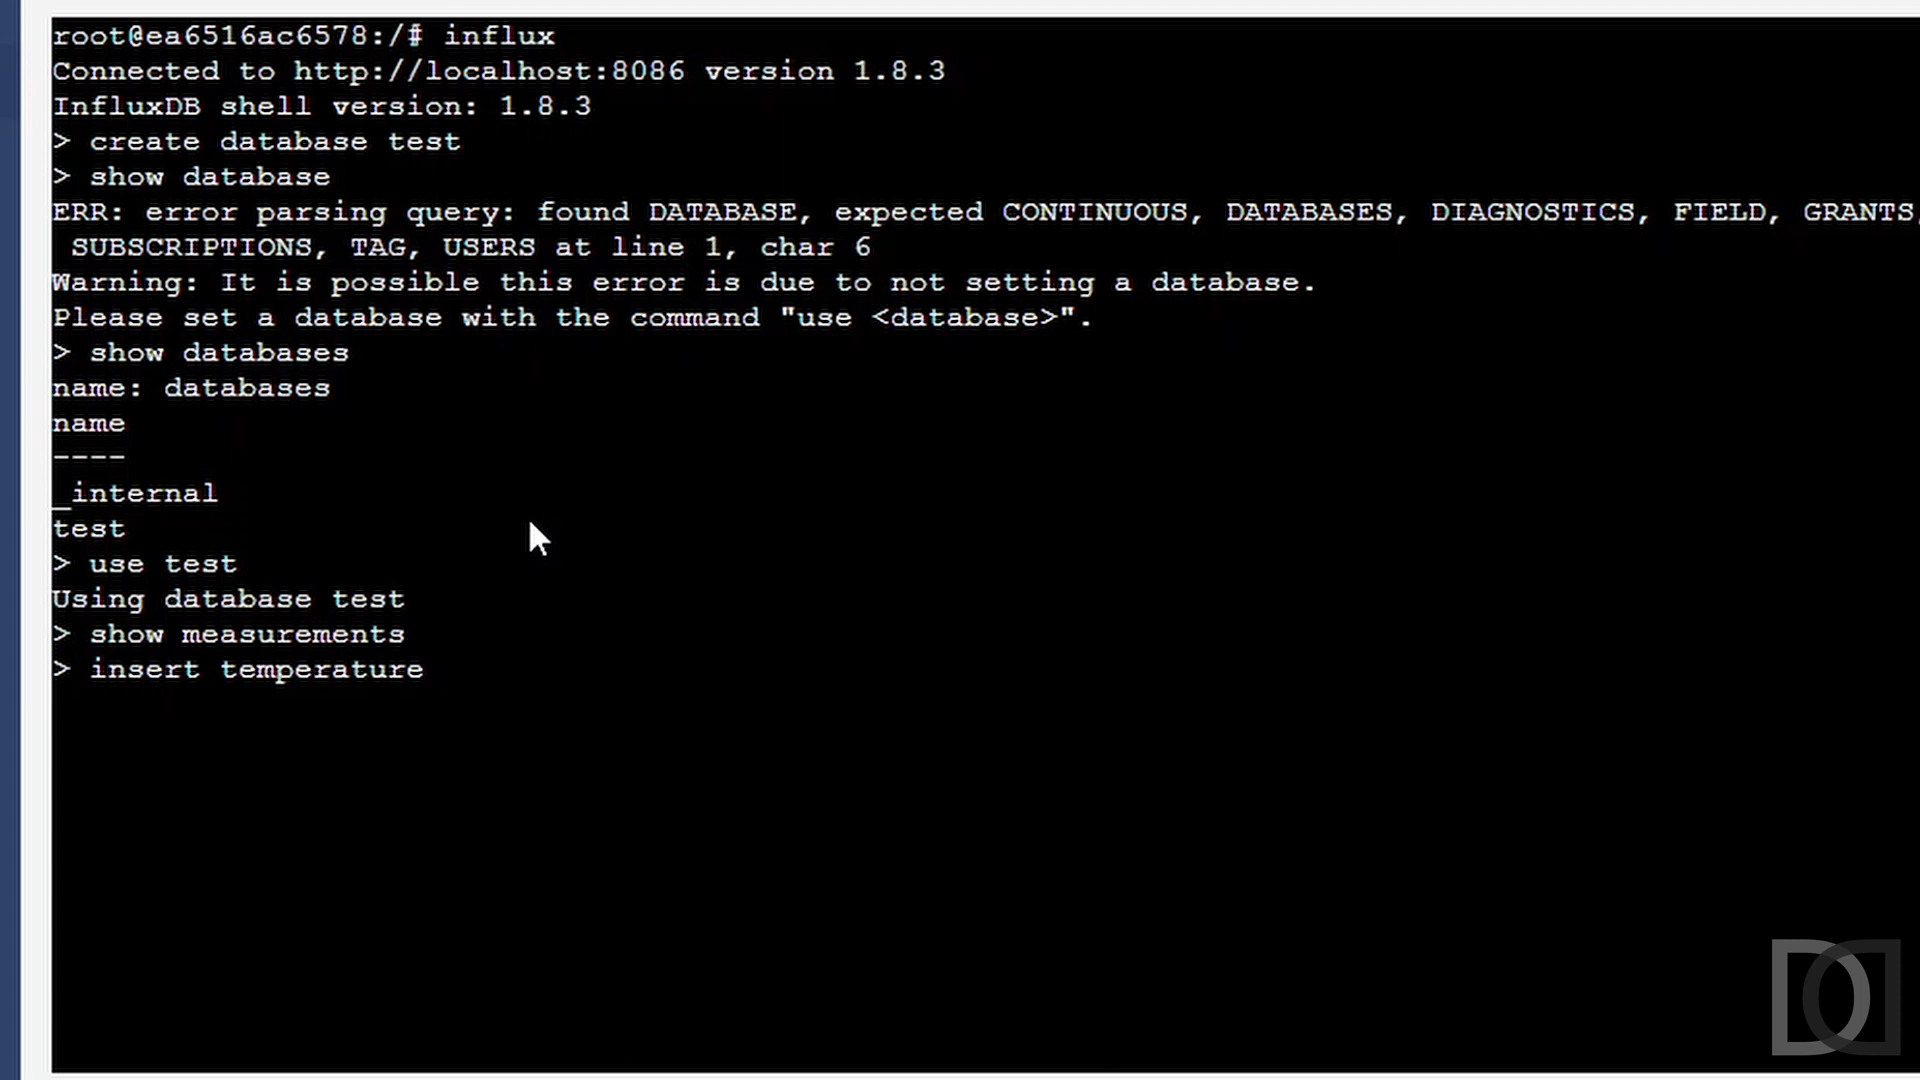 root@ea6516ac6578:/# influx
Connected to http://localhost:8086 version 1.8.3
InfluxDB shell version: 1.8.3
> create database test
> show database
ERR: error parsing query: found DATABASE, expected CONTINUOUS, DATABASES, DIAGNOSTICS, FIELD, GRANTS,
SUBSCRIPTIONS, TAG, USERS at line 1, char 6
Warning: It is possible this error is due to not setting a database.
Please set a database with the command "use <database>".
> show databases
name: databases
name
----
_internal
test
> use test
Using database test
> show measurements
> insert temperature